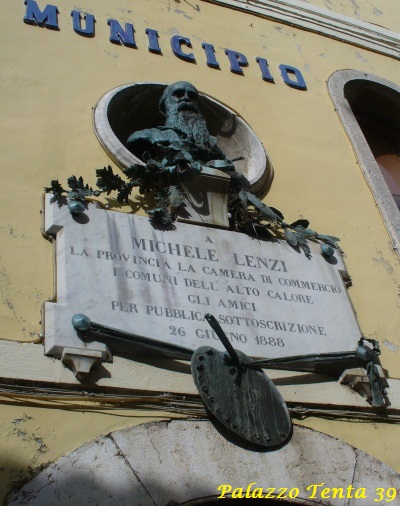 MUNICIPIO
A
MICHELE LENZI
LA PROVINCIA LA CAMERA DI COMMERCIO
I COMUNI DELL'ALTO CALORE
GLI AMICI
PER PUBBLICA SOTTOSCRIZIONE
26 GIUGNO 1888
Palazzo Tenta 39